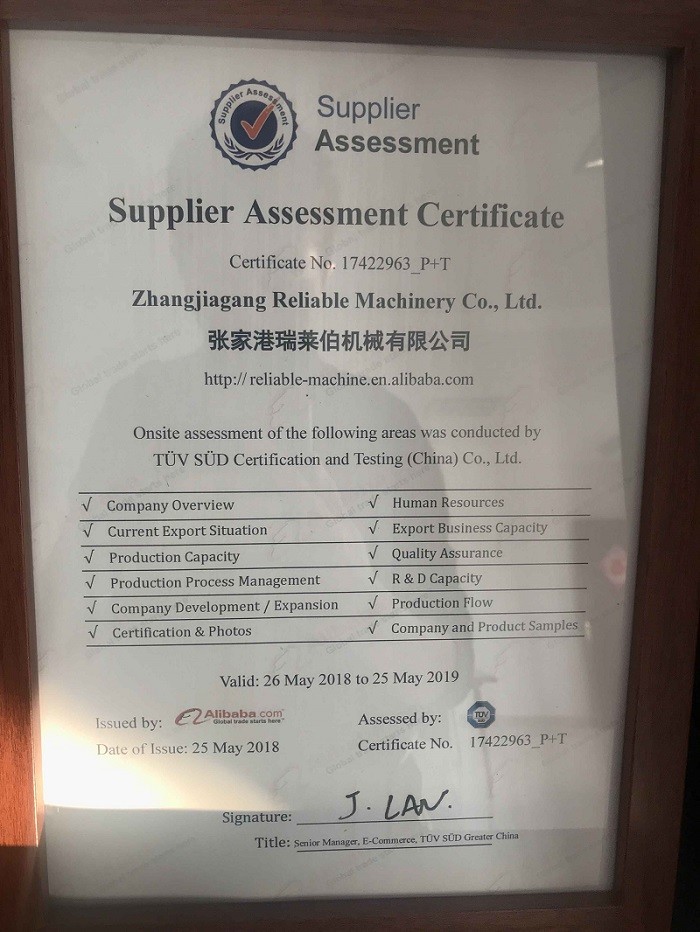 Supplier Assessment
Supplier
Assessment
Supplier Assessment Certificate
Certificate No. 17422963_P+T
Zhangjiagang Reliable Machinery Co., Ltd.
张家港瑞莱伯机械有限公司
http://reliable-machine.en.alibaba.com
Onsite assessment of the following areas was conducted by
TÜV SÜD Certification and Testing (China) Co., Ltd.
√ Company Overview √ Human Resources
√ Current Export Situation √ Export Business Capacity
√ Production Capacity √ Quality Assurance
√ Production Process Management √ R & D Capacity
√ Company Development / Expansion √ Production Flow
√ Certification & Photos √ Company and Product Samples
Valid: 26 May 2018 to 25 May 2019
Issued by: Alibaba.com Assessed by: TÜV
Global trade starts here™
Date of Issue: 25 May 2018 Certificate No. 17422963_P+T
Signature: J. LAN.
Title: Senior Manager, E-Commerce, TÜV SÜD Greater China